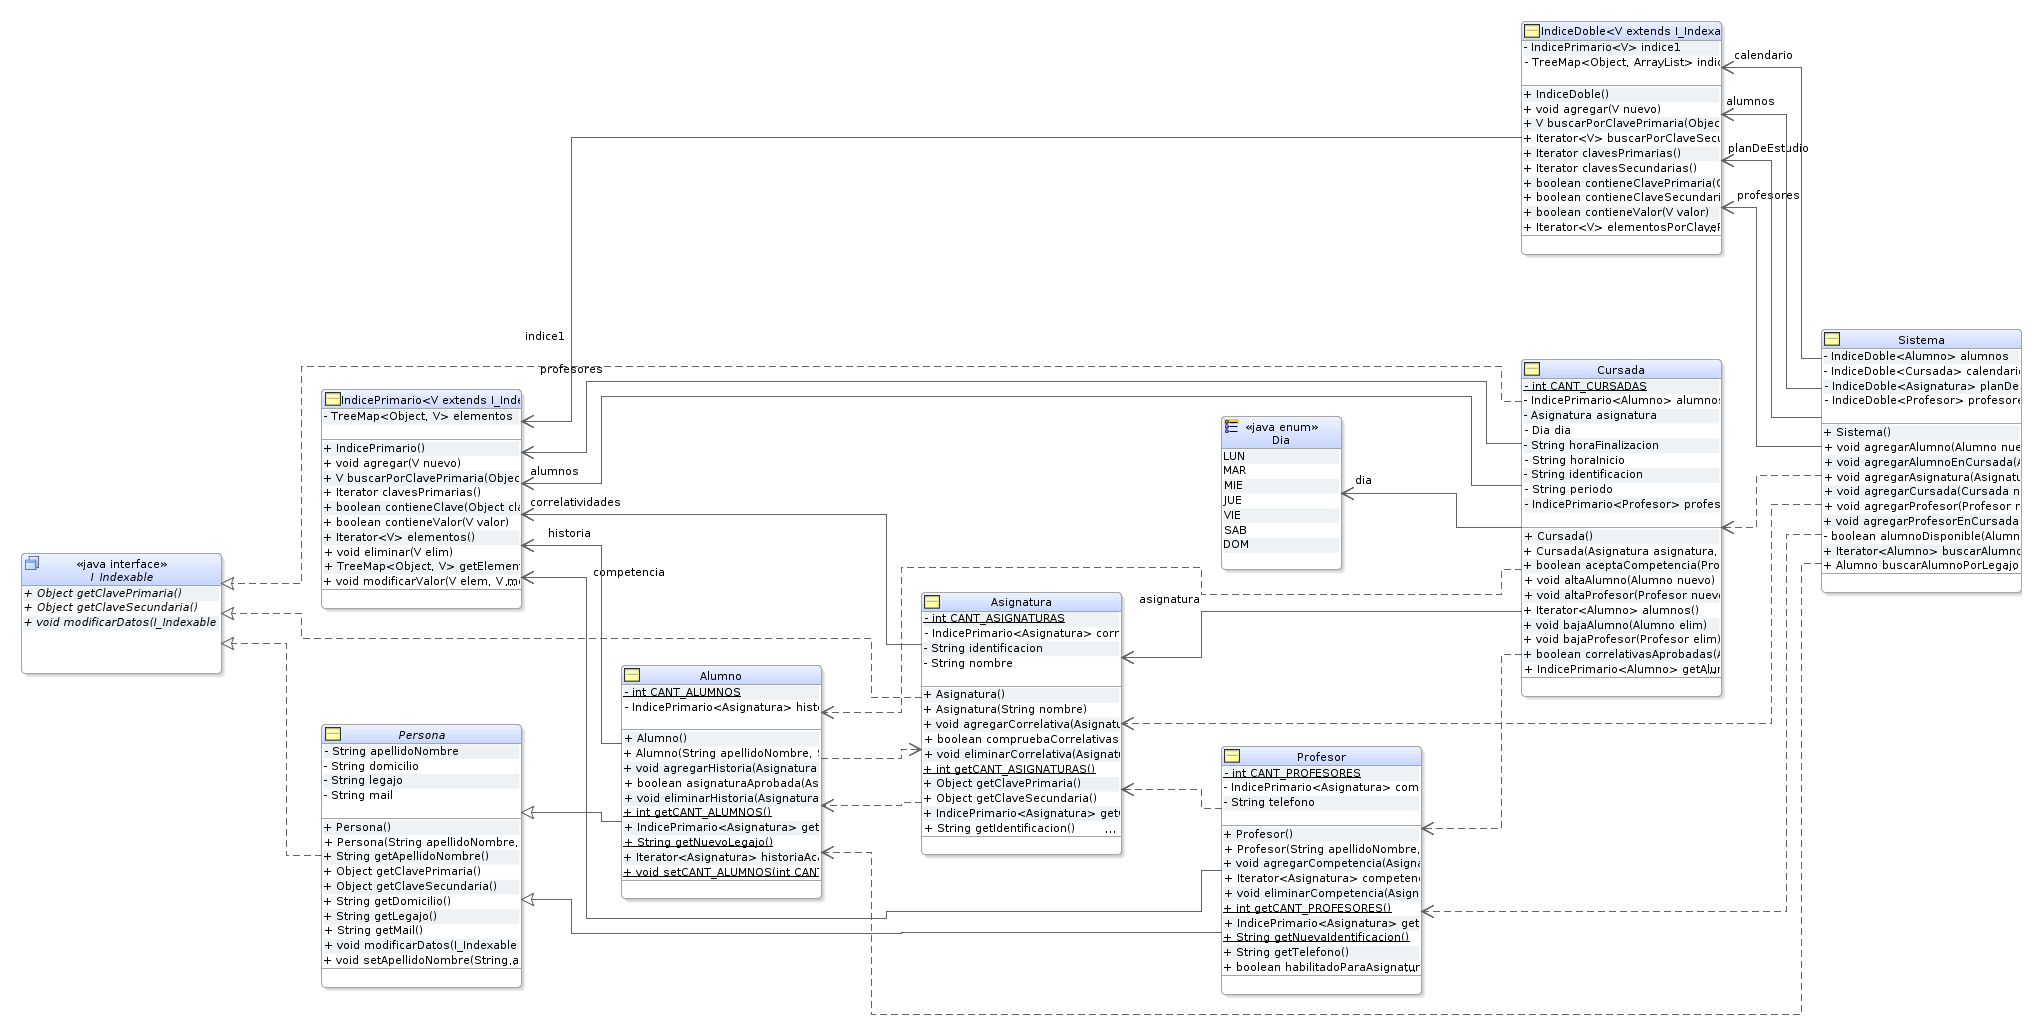 IndiceDoble<V extends I_Indexa
- IndicePrimario<V> indice1
- TreeMap<Object, ArrayList> indic
+ IndiceDoble()
+ void agregar(V nuevo)
+ V buscarPorClavePrimaria(Objec
+ Iterator<V> buscarPorClaveSecu
+ Iterator clavesPrimarias()
+ Iterator clavesSecundarias()
+ boolean contieneClavePrimaria(O
+ boolean contieneClaveSecundari
+ boolean contieneValor(V valor)
+ Iterator<V> elementosPorClaveP
...
calendario
alumnos
planDeEstudio
profesores
indice1
profesores
alumnos
correlatividades
historia
competencia
dia
asignatura
Sistema
- IndiceDoble<Alumno> alumnos
- IndiceDoble<Cursada> calendari
- IndiceDoble<Asignatura> planDe
- IndiceDoble<Profesor> profesore
+ Sistema()
+ void agregarAlumno(Alumno nue
+ void agregarAlumnoEnCursada(A
+ void agregarAsignatura(Asignatu
+ void agregarCursada(Cursada n
+ void agregarProfesor(Profesor n
+ void agregarProfesorEnCursada
- boolean alumnoDisponible(Alumn
+ Iterator<Alumno> buscarAlumno
+ Alumno buscarAlumnoPorLegajo
Cursada
- int CANT_CURSADAS
- IndicePrimario<Alumno> alumnos
- Asignatura asignatura
- Dia dia
- String horaFinalizacion
- String horaInicio
- String identificacion
- String periodo
- IndicePrimario<Profesor> profes
+ Cursada()
+ Cursada(Asignatura asignatura,
+ boolean aceptaCompetencia(Pro
+ void altaAlumno(Alumno nuevo)
+ void altaProfesor(Profesor nuevo
+ Iterator<Alumno> alumnos()
+ void bajaAlumno(Alumno elim)
+ void bajaProfesor(Profesor elim)
+ boolean correlativasAprobadas(A
+ IndicePrimario<Alumno> getAlur
...
«java enum»
Dia
LUN
MAR
MIE
JUE
VIE
SAB
DOM
IndicePrimario<V extends I_Inde
- TreeMap<Object, V> elementos
+ IndicePrimario()
+ void agregar(V nuevo)
+ V buscarPorClavePrimaria(Objec
+ Iterator clavesPrimarias()
+ boolean contieneClave(Object cla
+ boolean contieneValor(V valor)
+ Iterator<V> elementos()
+ void eliminar(V elim)
+ TreeMap<Object, V> getElemen
+ void modificarValor(V elem, V m
...
«java interface»
I_Indexable
+ Object getClavePrimaria()
+ Object getClaveSecundaria()
+ void modificarDatos(I_Indexable
Asignatura
- int CANT_ASIGNATURAS
- IndicePrimario<Asignatura> corr
- String identificacion
- String nombre
+ Asignatura()
+ Asignatura(String nombre)
+ void agregarCorrelativa(Asignatu
+ boolean compruebaCorrelativas
+ void eliminarCorrelativa(Asignatu
+ int getCANT_ASIGNATURAS()
+ Object getClavePrimaria()
+ Object getClaveSecundaria()
+ IndicePrimario<Asignatura> getC
+ String getIdentificacion()
...
Alumno
- int CANT_ALUMNOS
- IndicePrimario<Asignatura> histo
+ Alumno()
+ Alumno(String apellidoNombre, S
+ void agregarHistoria(Asignatura
+ boolean asignaturaAprobada(As
+ void eliminarHistoria(Asignatura
+ int getCANT_ALUMNOS()
+ IndicePrimario<Asignatura> get
+ String getNuevoLegajo()
+ Iterator<Asignatura> historiaAca
+ void setCANT_ALUMNOS(int CANT
Persona
- String apellidoNombre
- String domicilio
- String legajo
- String mail
+ Persona()
+ Persona(String apellidoNombre,
+ String getApellidoNombre()
+ Object getClavePrimaria()
+ Object getClaveSecundaria()
+ String getDomicilio()
+ String getLegajo()
+ String getMail()
+ void modificarDatos(I_Indexable
+ void setApellidoNombre(String a
...
Profesor
- int CANT_PROFESORES
- IndicePrimario<Asignatura> com
- String telefono
+ Profesor()
+ Profesor(String apellidoNombre,
+ void agregarCompetencia(Asigna
+ Iterator<Asignatura> competenc
+ void eliminarCompetencia(Asign
+ int getCANT_PROFESORES()
+ IndicePrimario<Asignatura> get
+ String getNuevaIdentificacion()
+ String getTelefono()
+ boolean habilitadoParaAsignatur
...